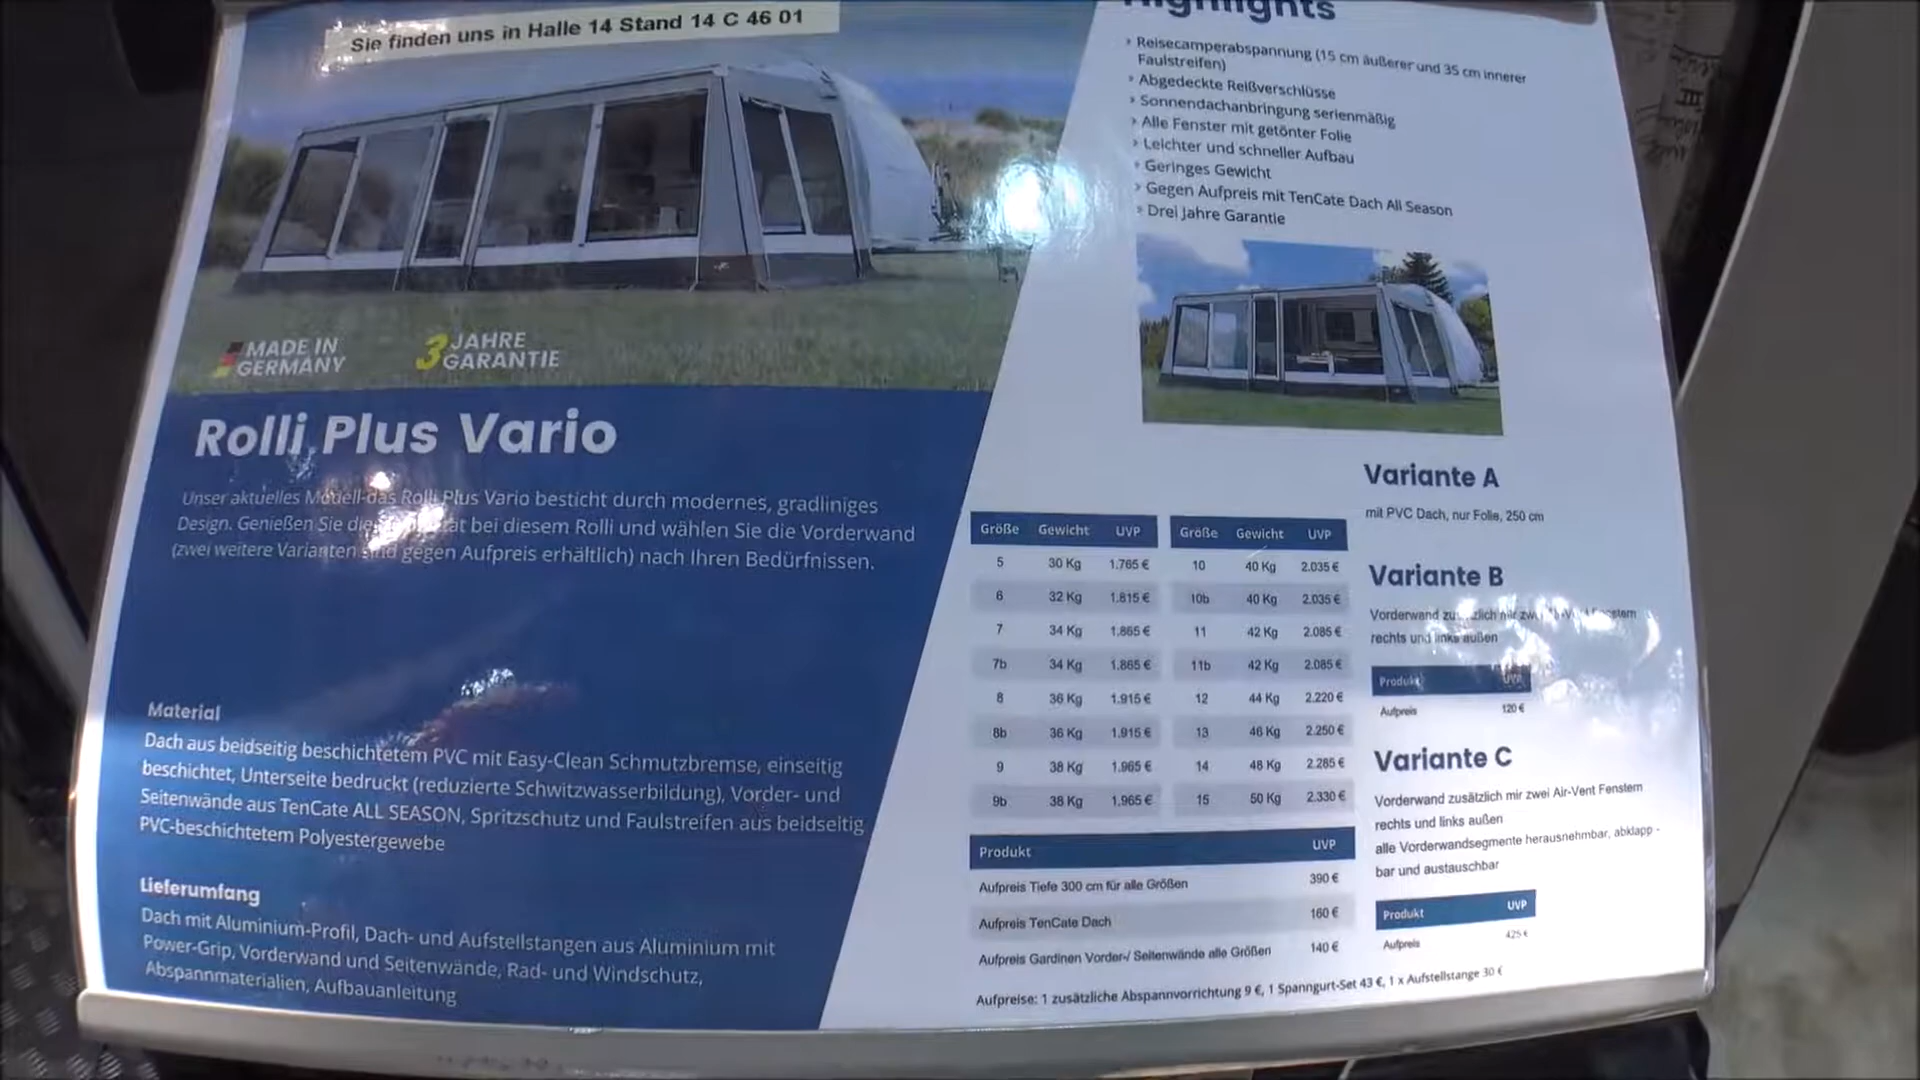 Sie finden uns in Halle 14 Stand 14 C 46 01
MADE IN
GERMANY
3 JAHRE
GARANTIE
Rolli Plus Vario
Unser aktuelles Modell das Rolli Plus Vario besticht durch modernes, gradliniges
Design. Genießen Sie die bei diesem Rolli und wählen Sie die Vorderwand
(zwei weitere Varianten sind gegen Aufpreis erhältlich) nach Ihren Bedürfnissen.
Material
Dach aus beidseitig beschichtetem PVC mit Easy-Clean Schmutzbremse, einseitig
beschichtet, Unterseite bedruckt (reduzierte Schwitzwasserbildung), Vorder- und
Seitenwände aus TenCate ALL SEASON, Spritzschutz und Faulstreifen aus beidseitig
PVC-beschichtetem Polyestergewebe
Lieferumfang
Dach mit Aluminium-Profil, Dach- und Aufstellstangen aus Aluminium mit
Power-Grip, Vorderwand und Seitenwände, Rad- und Windschutz,
Abspannmaterialien, Aufbauanleitung
Highlights
› Reisecamperabspannung (15 cm äußerer und 35 cm innerer
Faulstreifen)
› Abgedeckte Reißverschlüsse
› Sonnendachanbringung serienmäßig
› Alle Fenster mit getönter Folie
› Leichter und schneller Aufbau
› Geringes Gewicht
› Gegen Aufpreis mit TenCate Dach All Season
› Drei Jahre Garantie
Größe Gewicht UVP
5 30 Kg 1.765 €
6 32 Kg 1.815 €
7 34 Kg 1.865 €
7b 34 Kg 1.865 €
8 36 Kg 1.915 €
8b 36 Kg 1.915 €
9 38 Kg 1.965 €
9b 38 Kg 1.965 €
Größe Gewicht UVP
10 40 Kg 2.035 €
10b 40 Kg 2.035 €
11 42 Kg 2.085 €
11b 42 Kg 2.085 €
12 44 Kg 2.220 €
13 46 Kg 2.250 €
14 48 Kg 2.285 €
15 50 Kg 2.330 €
Produkt UVP
Aufpreis Tiefe 300 cm für alle Größen 390 €
Aufpreis TenCate Dach 160 €
Aufpreis Gardinen Vorder-/ Seitenwände alle Größen 140 €
Aufpreise: 1 zusätzliche Abspannvorrichtung 9 €, 1 Spanngurt-Set 43 €, 1 x Aufstellstange 30 €
Variante A
mit PVC Dach, nur Folie, 250 cm
Variante B
Vorderwand zusätzlich mir zwei Fenstern
rechts und links außen
Produkt UVP
Aufpreis 120 €
Variante C
Vorderwand zusätzlich mir zwei Air-Vent Fenstern
rechts und links außen
alle Vorderwandsegmente herausnehmbar, abklapp -
bar und austauschbar
Produkt UVP
Aufpreis 425 €